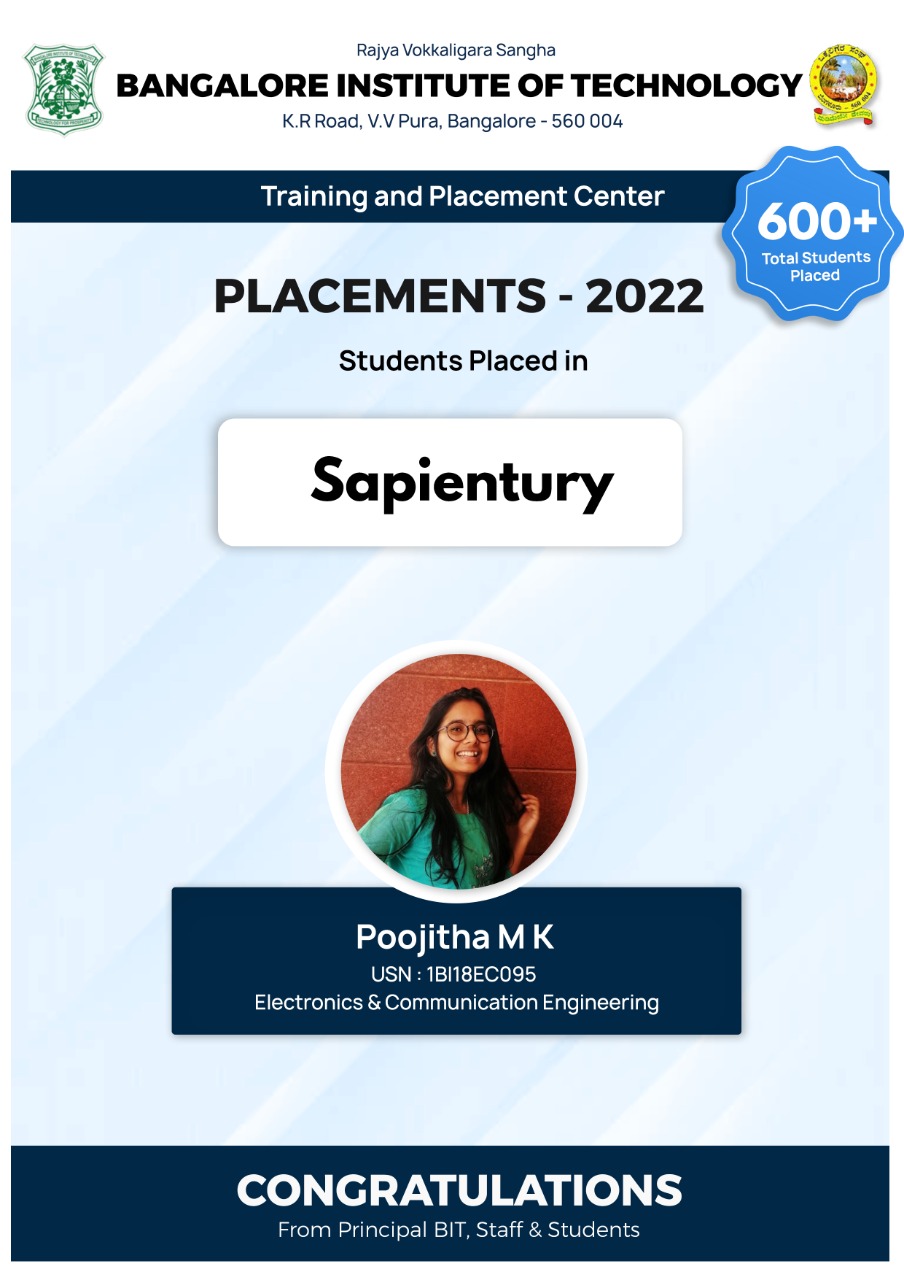 Rajya Vokkaligara Sangha
BANGALORE INSTITUTE OF TECHNOLOGY
K.R Road, V.V Pura, Bangalore - 560 004
Training and Placement Center
600+
Total Students
Placed
PLACEMENTS - 2022
Students Placed in
Sapientury
Poojitha M K
USN : 1BI18EC095
Electronics & Communication Engineering
CONGRATULATIONS
From Principal BIT, Staff & Students